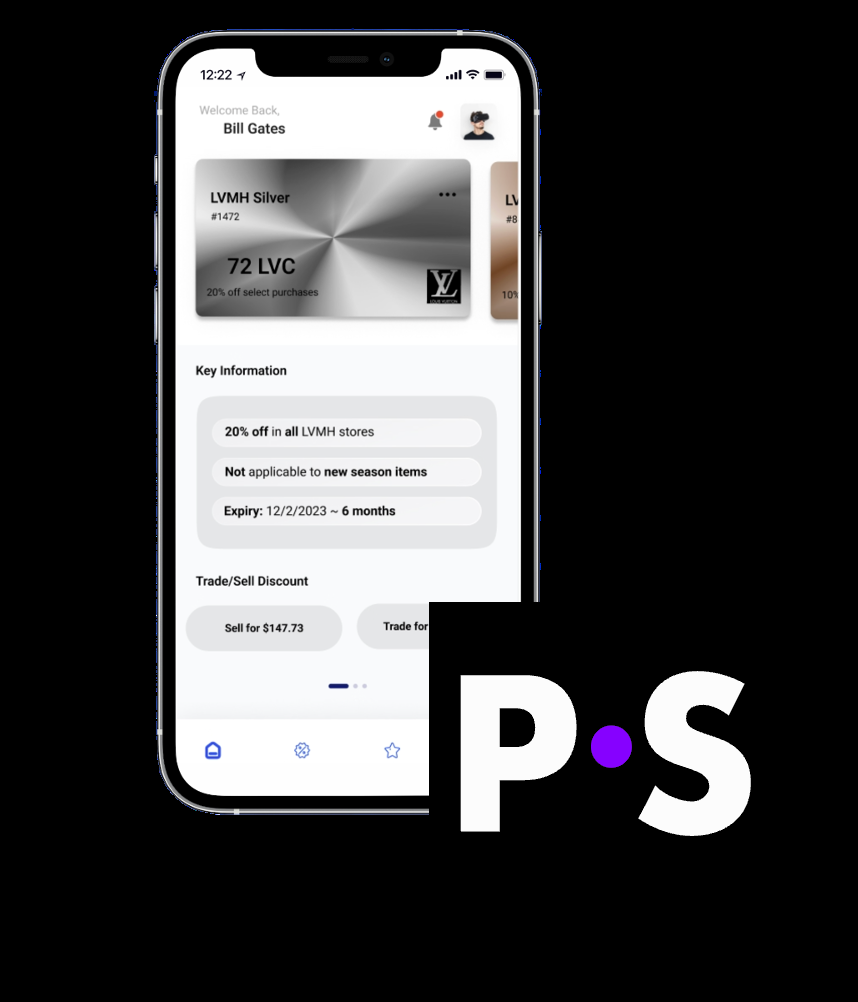 12:22
Welcome Back,
Bill Gates
LVMH Silver
#1472
72 LVC
20% off select purchases
LOUIS VUITTON
LV
#8
10%
Key Information
20% off in all LVMH stores
Not applicable to new season items
Expiry: 12/2/2023 ~ 6 months
Trade/Sell Discount
Sell for $147.73
Trade for
P•S